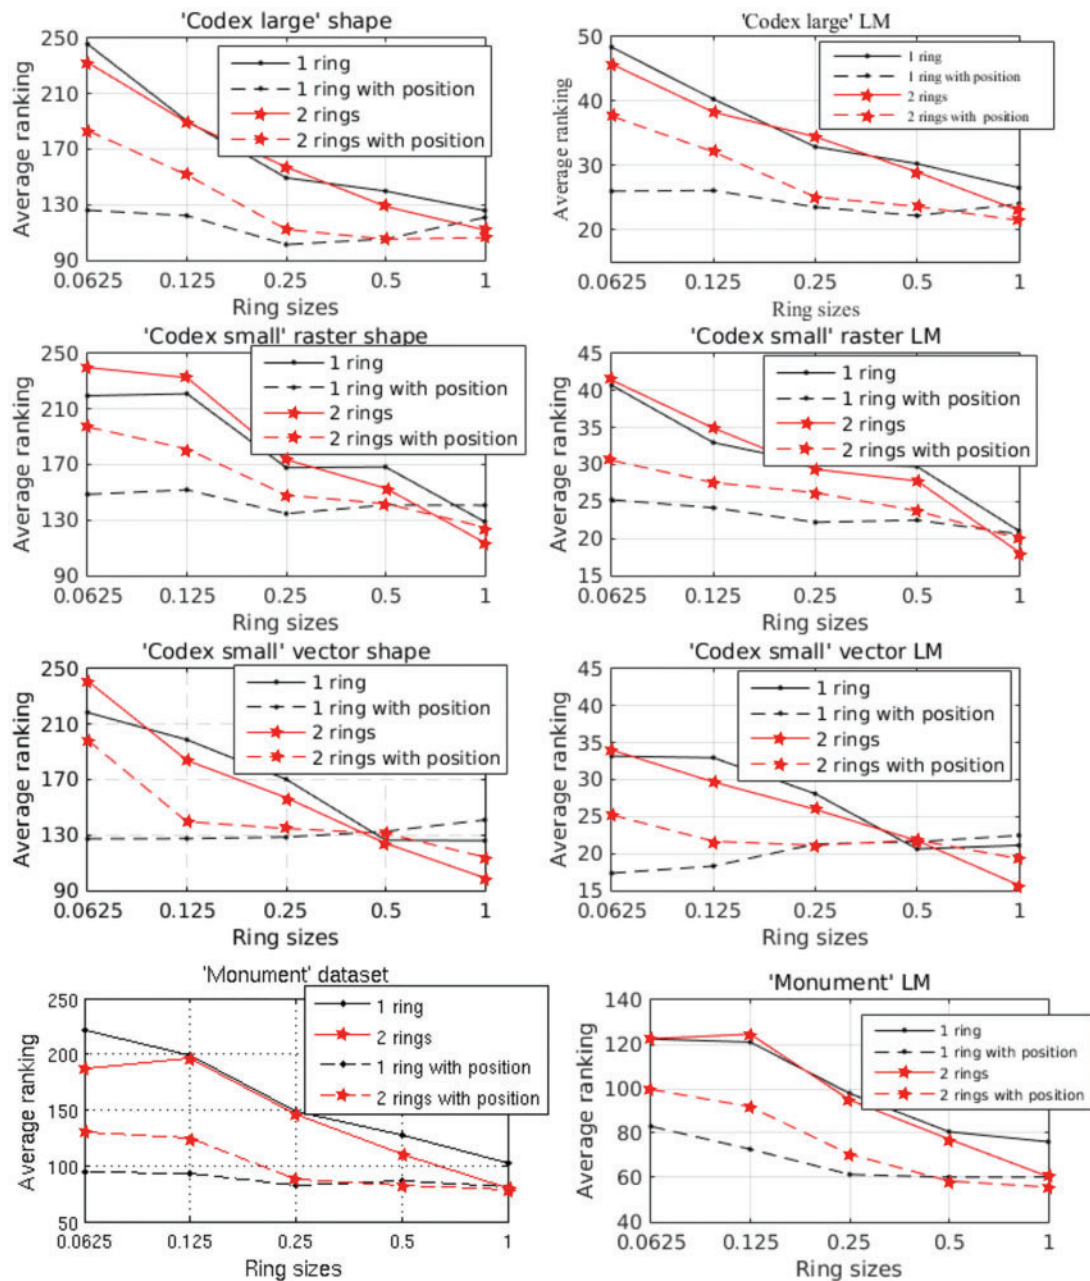 'Codex large' shape
250
210
170
130
90
Average ranking
1 ring
1 ring with position
2 rings
2 rings with position
0.0625 0.125 0.25 0.5 1
Ring sizes
'Codex large' LM
50
40
30
20
Average ranking
1 ring
1 ring with position
2 rings
2 rings with position
0.0625 0.125 0.25 0.5 1
Ring sizes
'Codex small' raster shape
250
210
170
130
90
Average ranking
1 ring
1 ring with position
2 rings
2 rings with position
0.0625 0.125 0.25 0.5 1
Ring sizes
'Codex small' raster LM
45
40
35
30
25
20
15
Average ranking
1 ring
1 ring with position
2 rings
2 rings with position
0.0625 0.125 0.25 0.5 1
Ring sizes
'Codex small' vector shape
250
210
170
130
90
Average ranking
1 ring
1 ring with position
2 rings
2 rings with position
0.0625 0.125 0.25 0.5 1
Ring sizes
'Codex small' vector LM
45
40
35
30
25
20
15
Average ranking
1 ring
1 ring with position
2 rings
2 rings with position
0.0625 0.125 0.25 0.5 1
Ring sizes
'Monument' dataset
250
200
150
100
50
Average ranking
1 ring
2 rings
1 ring with position
2 rings with position
0.0625 0.125 0.25 0.5 1
Ring sizes
'Monument' LM
140
120
100
80
60
40
Average ranking
1 ring
1 ring with position
2 rings
2 rings with position
0.0625 0.125 0.25 0.5 1
Ring sizes